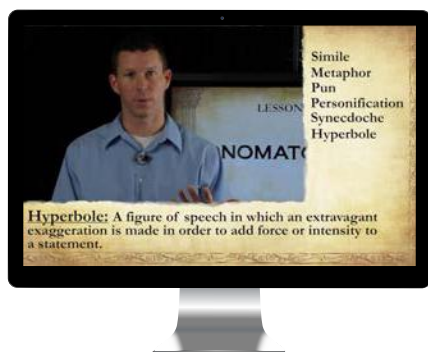 Simile
Metaphor
Pun
Personification
Synecdoche
Hyperbole
LESSON
NOMAT
Hyperbole: A figure of speech in which an extravagant
exaggeration is made in order to add force or intensity to
a statement.